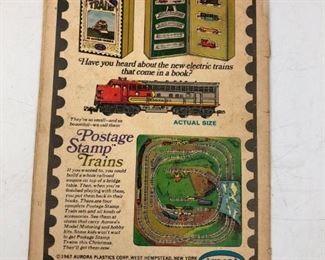 TRAIN
Have you heard about the new electric trains
that come in a book?
ACTUAL SIZE
They're so small—and so
beautiful—we call them
Postage
Stamp
Trains
If you wanted to, you could
build a whole railroad
empire on top of a bridge
table. Then, when you're
finished playing with them,
you put them back in their
books. There are four
complete Postage Stamp
Train sets and all kinds of
accessories. See them at
stores that carry Aurora's
Model Motoring and hobby
kits. Some kids won't want
to get Postage Stamp
Trains this Christmas.
They'll get them.
©1967 AURORA PLASTICS CORP. WEST HEMPSTEAD, NEW YORK